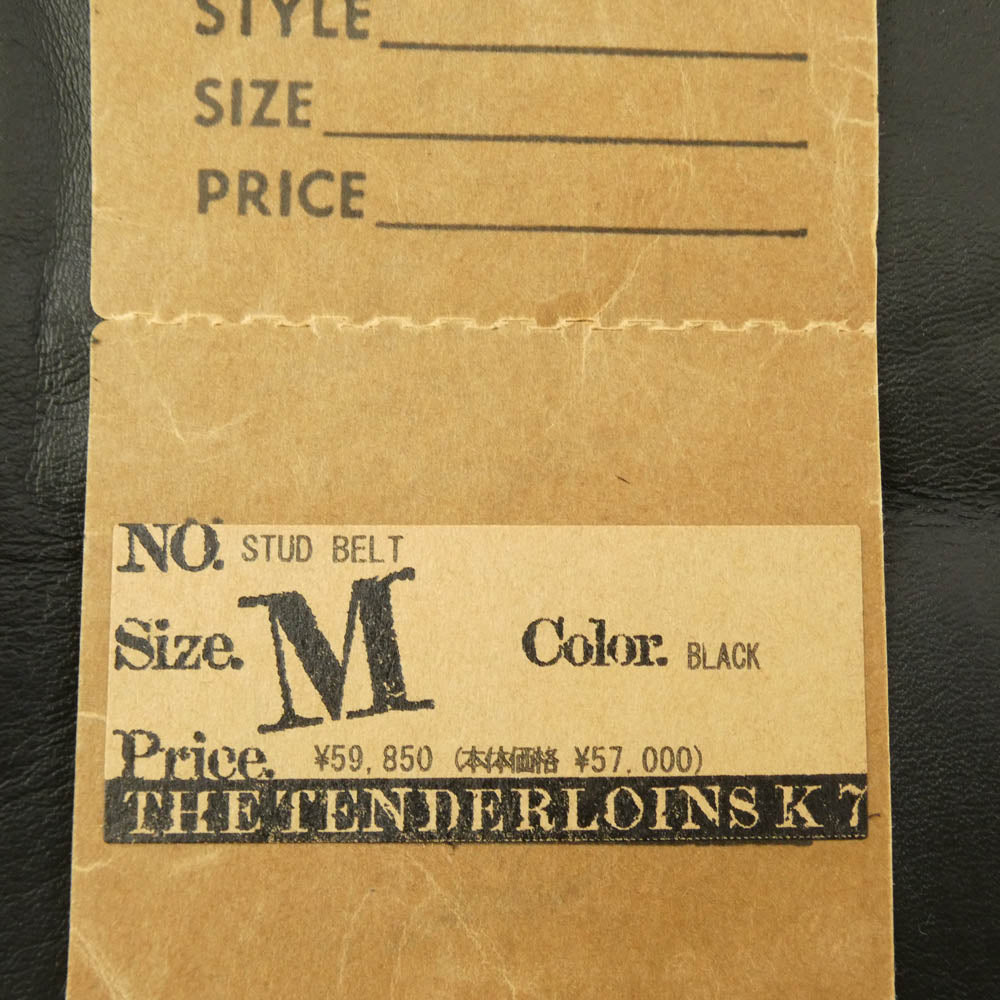 STYLE
SIZE
PRICE
NO. STUD BELT
Size. M Color. BLACK
Price. ¥59,850 (本体価格 ¥57,000)
THE TENDERLOINS K 7